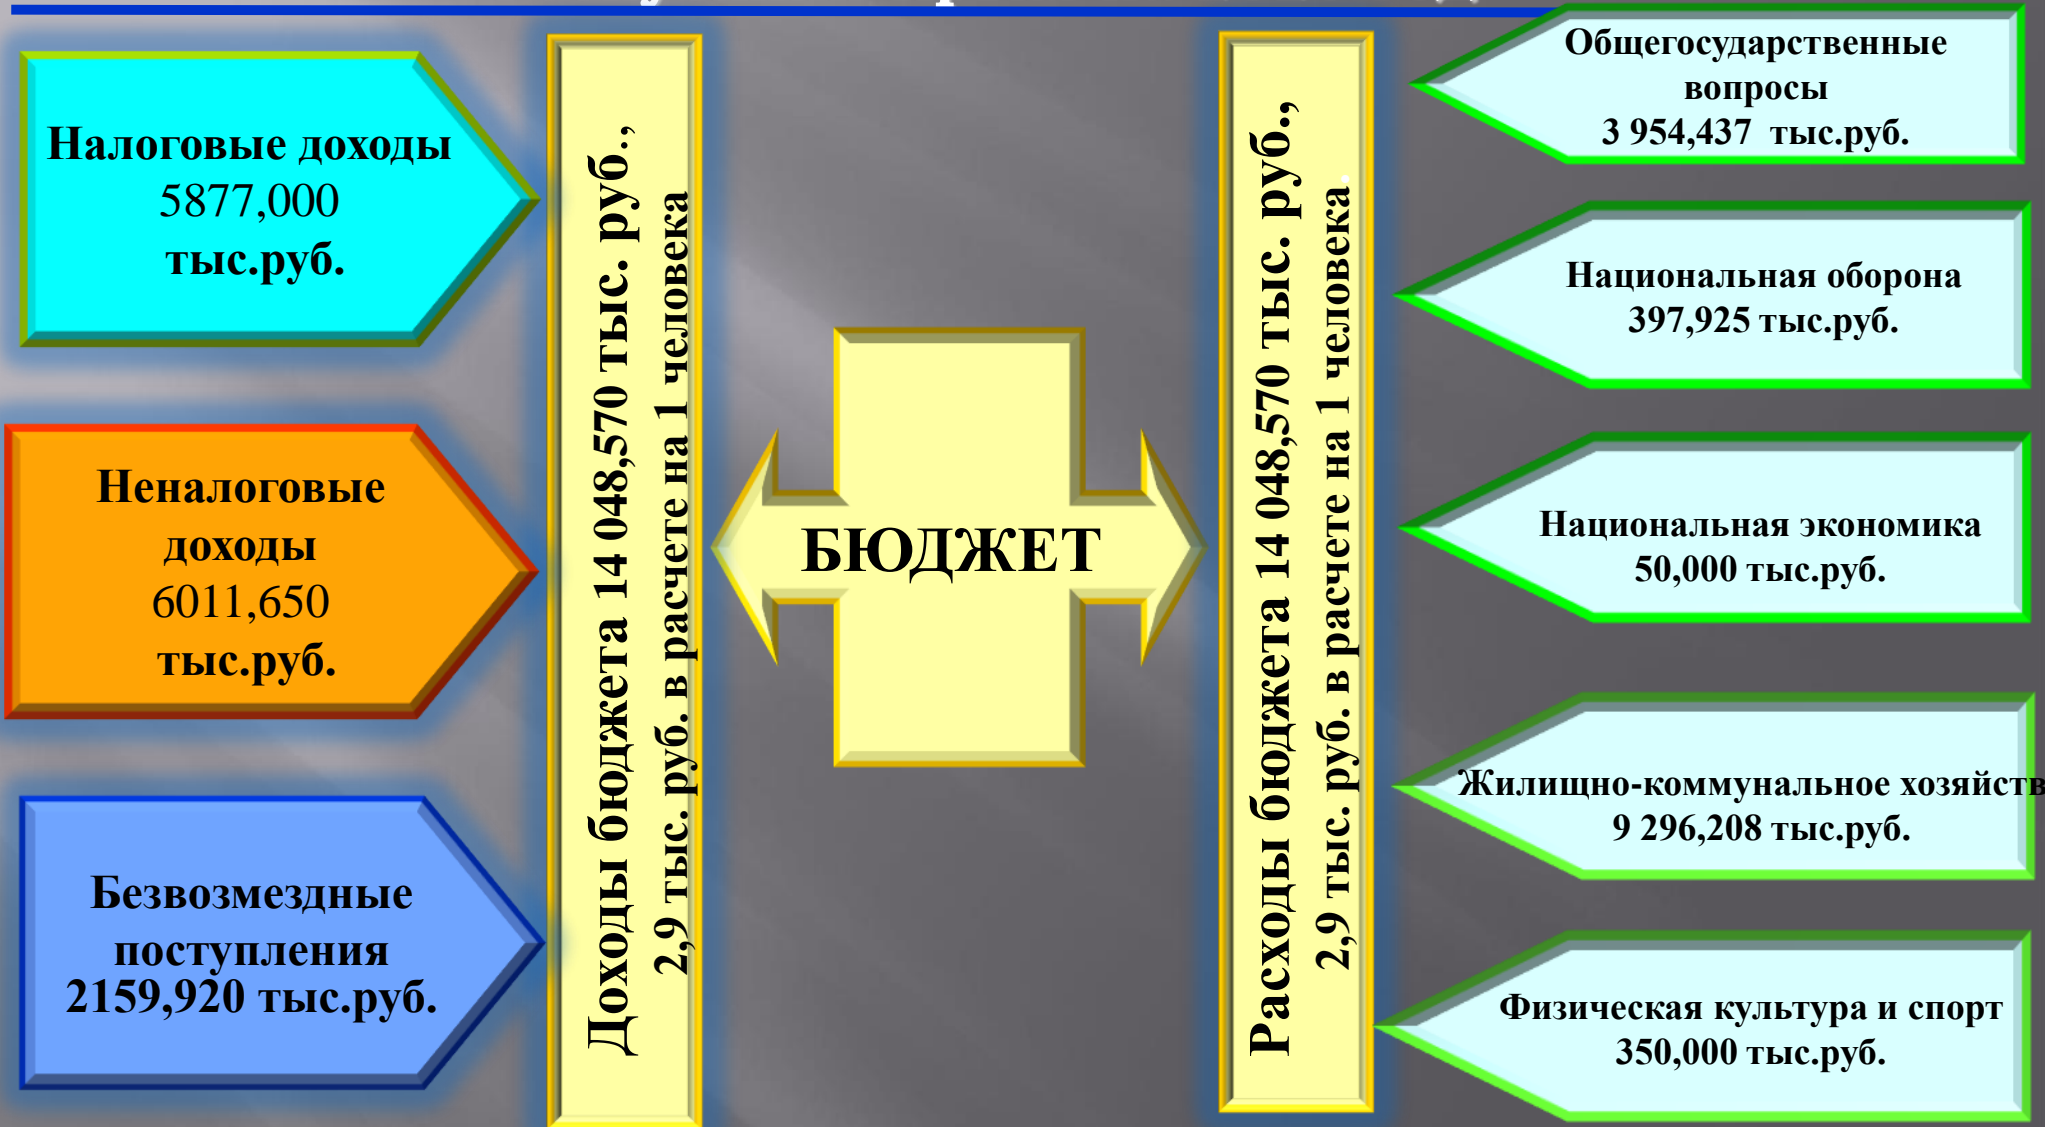 Налоговые доходы
5877,000
тыс.руб.
Неналоговые
доходы
6011,650
тыс.руб.
Безвозмездные
поступления
2159,920 тыс.руб.
Доходы бюджета 14 048,570 тыс. руб.,
2,9 тыс. руб. в расчете на 1 человека
БЮДЖЕТ
Расходы бюджета 14 048,570 тыс. руб.,
2,9 тыс. руб. в расчете на 1 человека.
Общегосударственные
вопросы
3 954,437 тыс.руб.
Национальная оборона
397,925 тыс.руб.
Национальная экономика
50,000 тыс.руб.
Жилищно-коммунальное хозяйств
9 296,208 тыс.руб.
Физическая культура и спорт
350,000 тыс.руб.